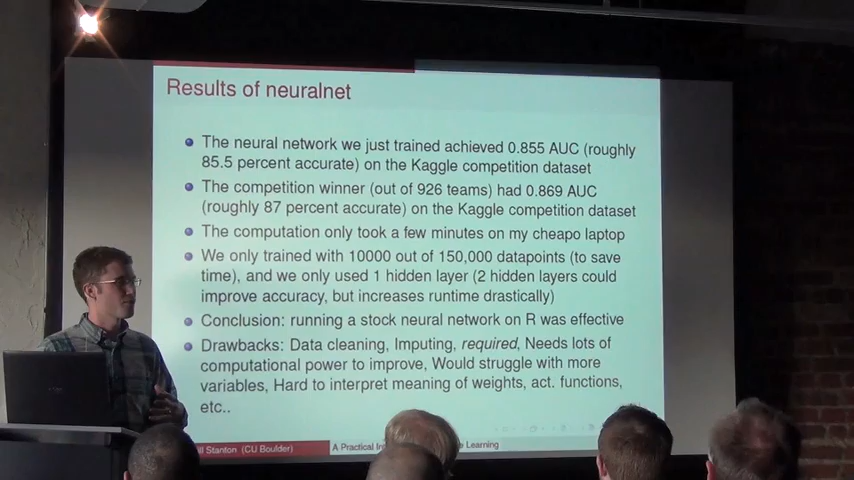 Results of neuralnet
The neural network we just trained achieved 0.855 AUC (roughly
85.5 percent accurate) on the Kaggle competition dataset
The competition winner (out of 926 teams) had 0.869 AUC
(roughly 87 percent accurate) on the Kaggle competition dataset
The computation only took a few minutes on my cheapo laptop
We only trained with 10000 out of 150,000 datapoints (to save
time), and we only used 1 hidden layer (2 hidden layers could
improve accuracy, but increases runtime drastically)
Conclusion: running a stock neural network on R was effective
Drawbacks: Data cleaning, Imputing, required, Needs lots of
computational power to improve, Would struggle with more
variables, Hard to interpret meaning of weights, act. functions,
etc..
Stanton (CU Boulder) A Practical Learning